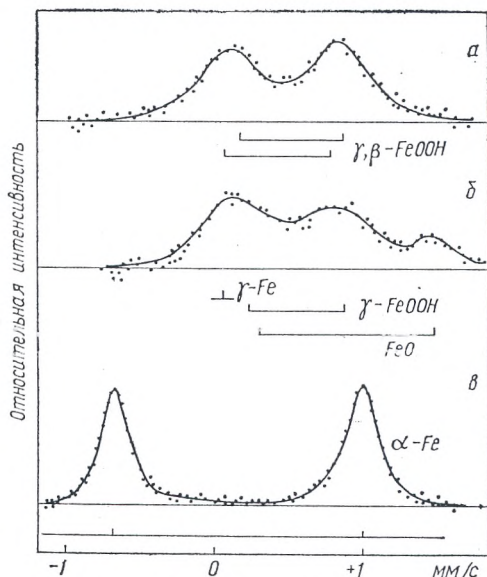 Относительная интенсивность
а
γ,β-FeOOH
б
γ-Fe
γ-FeOOH
FeO
в
α-Fe
-1 0 +1 мм/с